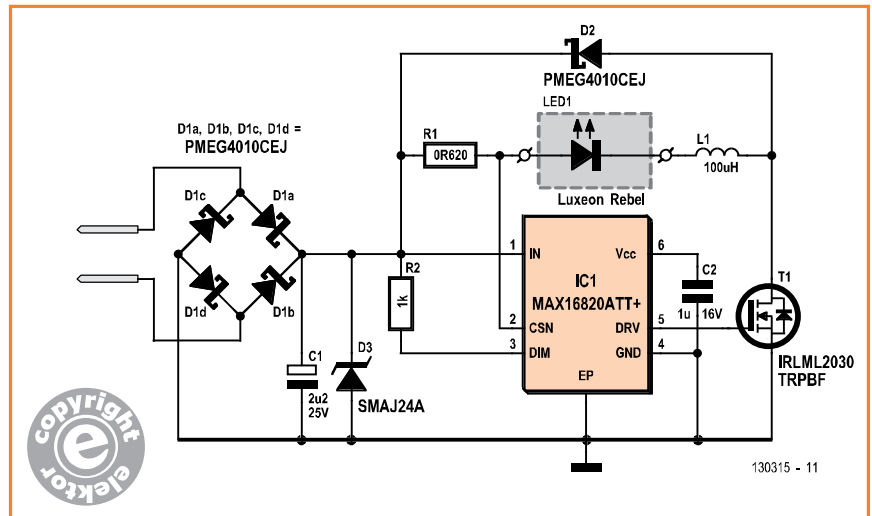 D2
PMEG4010CEJ
LED1
D1a, D1b, D1c, D1d =
PMEG4010CEJ
R1
0R620
L1
100uH
Luxeon Rebel
D1c
D1a
D1d
D1b
R2
1k
1
IN
Vcc
6
IC1
MAX16820ATT+
2
CSN
DRV
5
3
DIM
GND
4
EP
C2
1u
16V
T1
IRLML2030
TRPBF
C1
2u2
25V
D3
SMAJ24A
copyright
e
elektor
130315 - 11